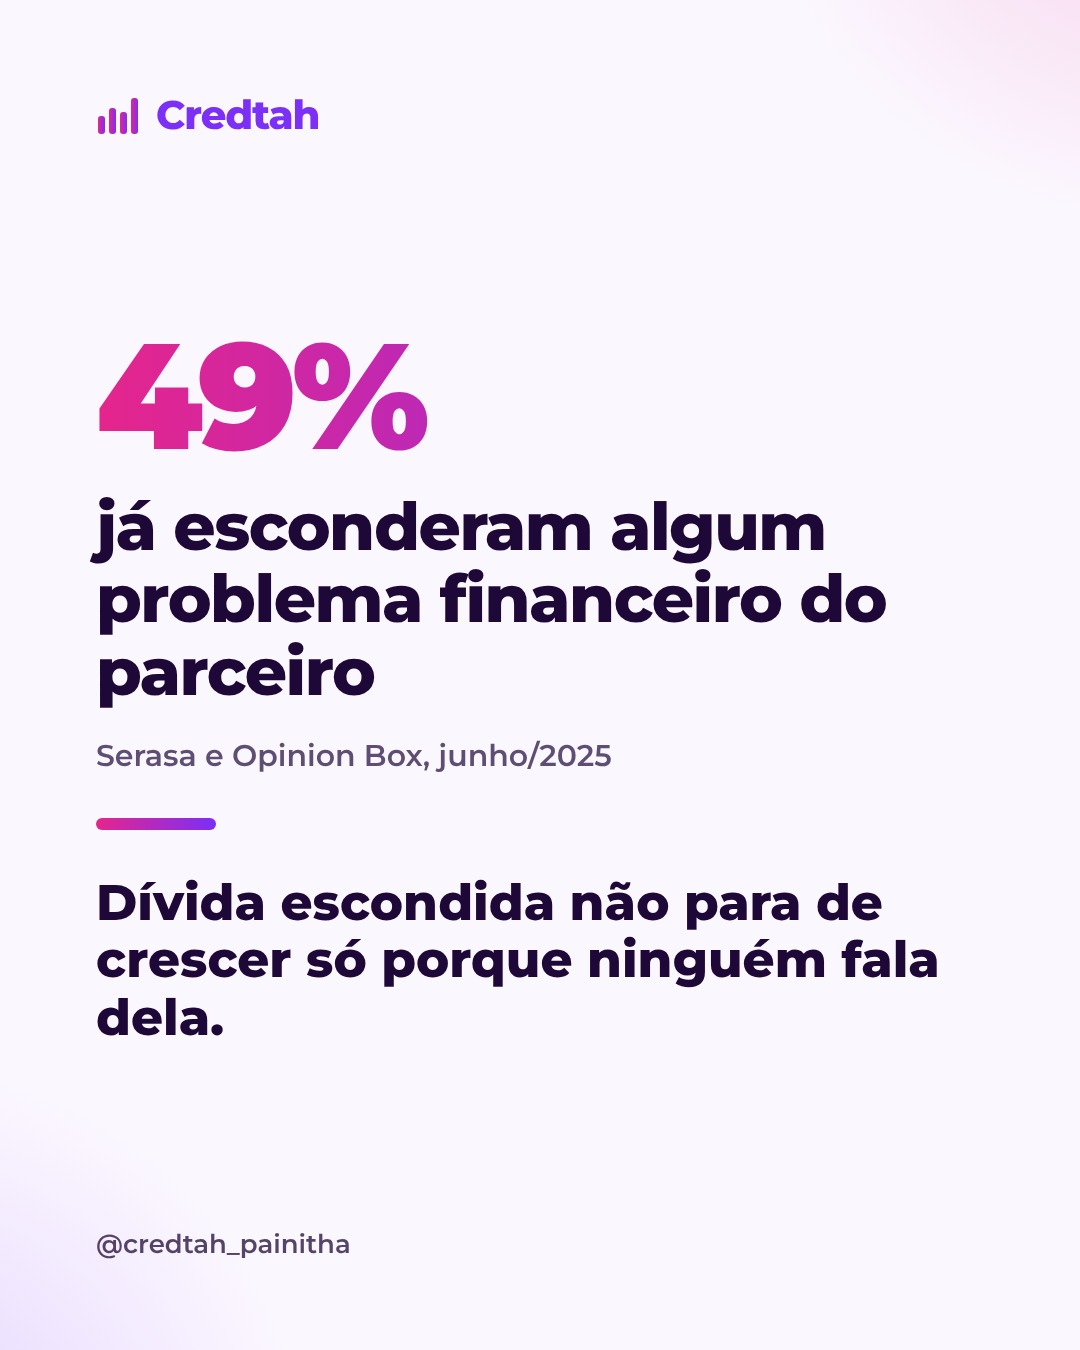 Credtah
49%
já esconderam algum
problema financeiro do
parceiro
Serasa e Opinion Box, junho/2025
Dívida escondida não para de
crescer só porque ninguém fala
dela.
@credtah_painitha